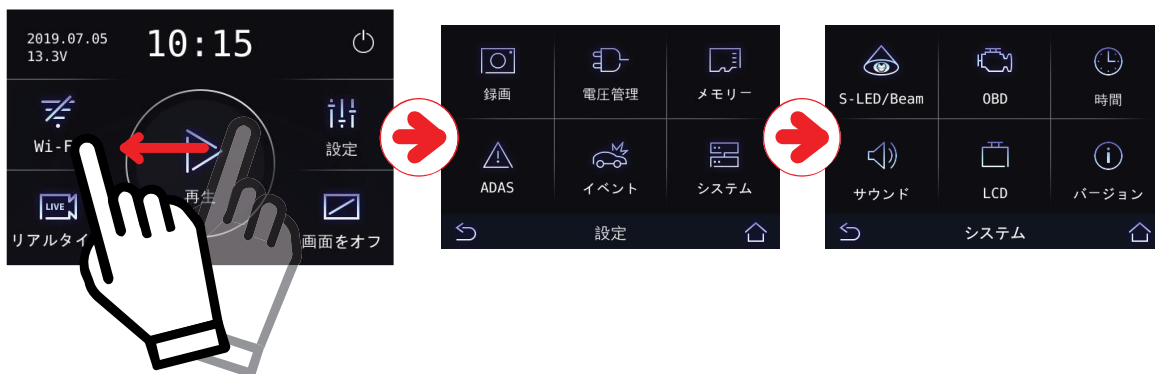 2019.07.05
13.3V
10:15
Wi-F
設定
再生
LIVE
リアルタイ
画面をオフ
録画
電圧管理
メモリー
ADAS
イベント
システム
設定
S-LED/Beam
OBD
時間
サウンド
LCD
バージョン
システム